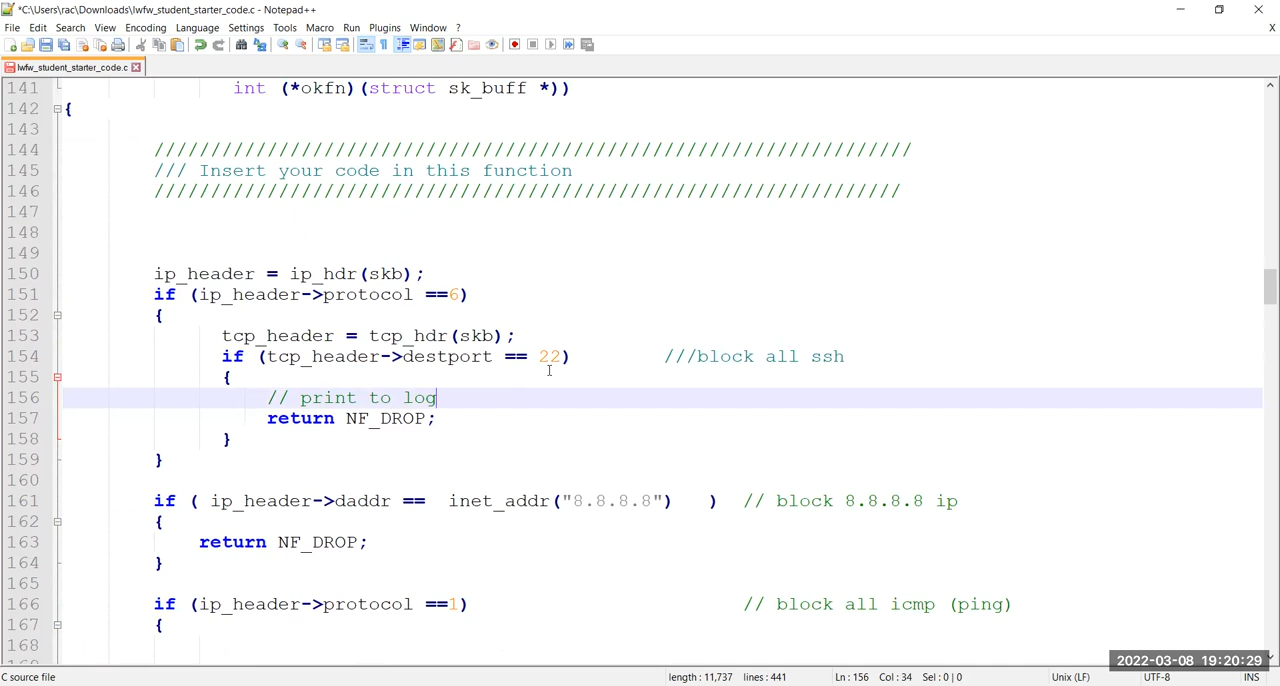 *C:\Users\rac\Downloads\lwfw_student_starter_code.c - Notepad++
File Edit Search View Encoding Language Settings Tools Macro Run Plugins Window ? X
lwfw_student_starter_code.c
141 int (*okfn)(struct sk_buff *))
142 {
143
144 ///////////////////////////////////////////////////////////////////
145 /// Insert your code in this function
146 //////////////////////////////////////////////////////////////////
147
148
149
150 ip_header = ip_hdr(skb);
151 if (ip_header->protocol ==6)
152 {
153 tcp_header = tcp_hdr(skb);
154 if (tcp_header->destport == 22) ///block all ssh
155 {
156 // print to log
157 return NF_DROP;
158 }
159 }
160
161 if ( ip_header->daddr == inet_addr("8.8.8.8") ) // block 8.8.8.8 ip
162 {
163 return NF_DROP;
164 }
165
166 if (ip_header->protocol ==1) // block all icmp (ping)
167 {
168
2022-03-08 19:20:29
C source file length : 11,737 lines : 441 Ln : 156 Col : 34 Sel : 0 | 0 Unix (LF) UTF-8 INS